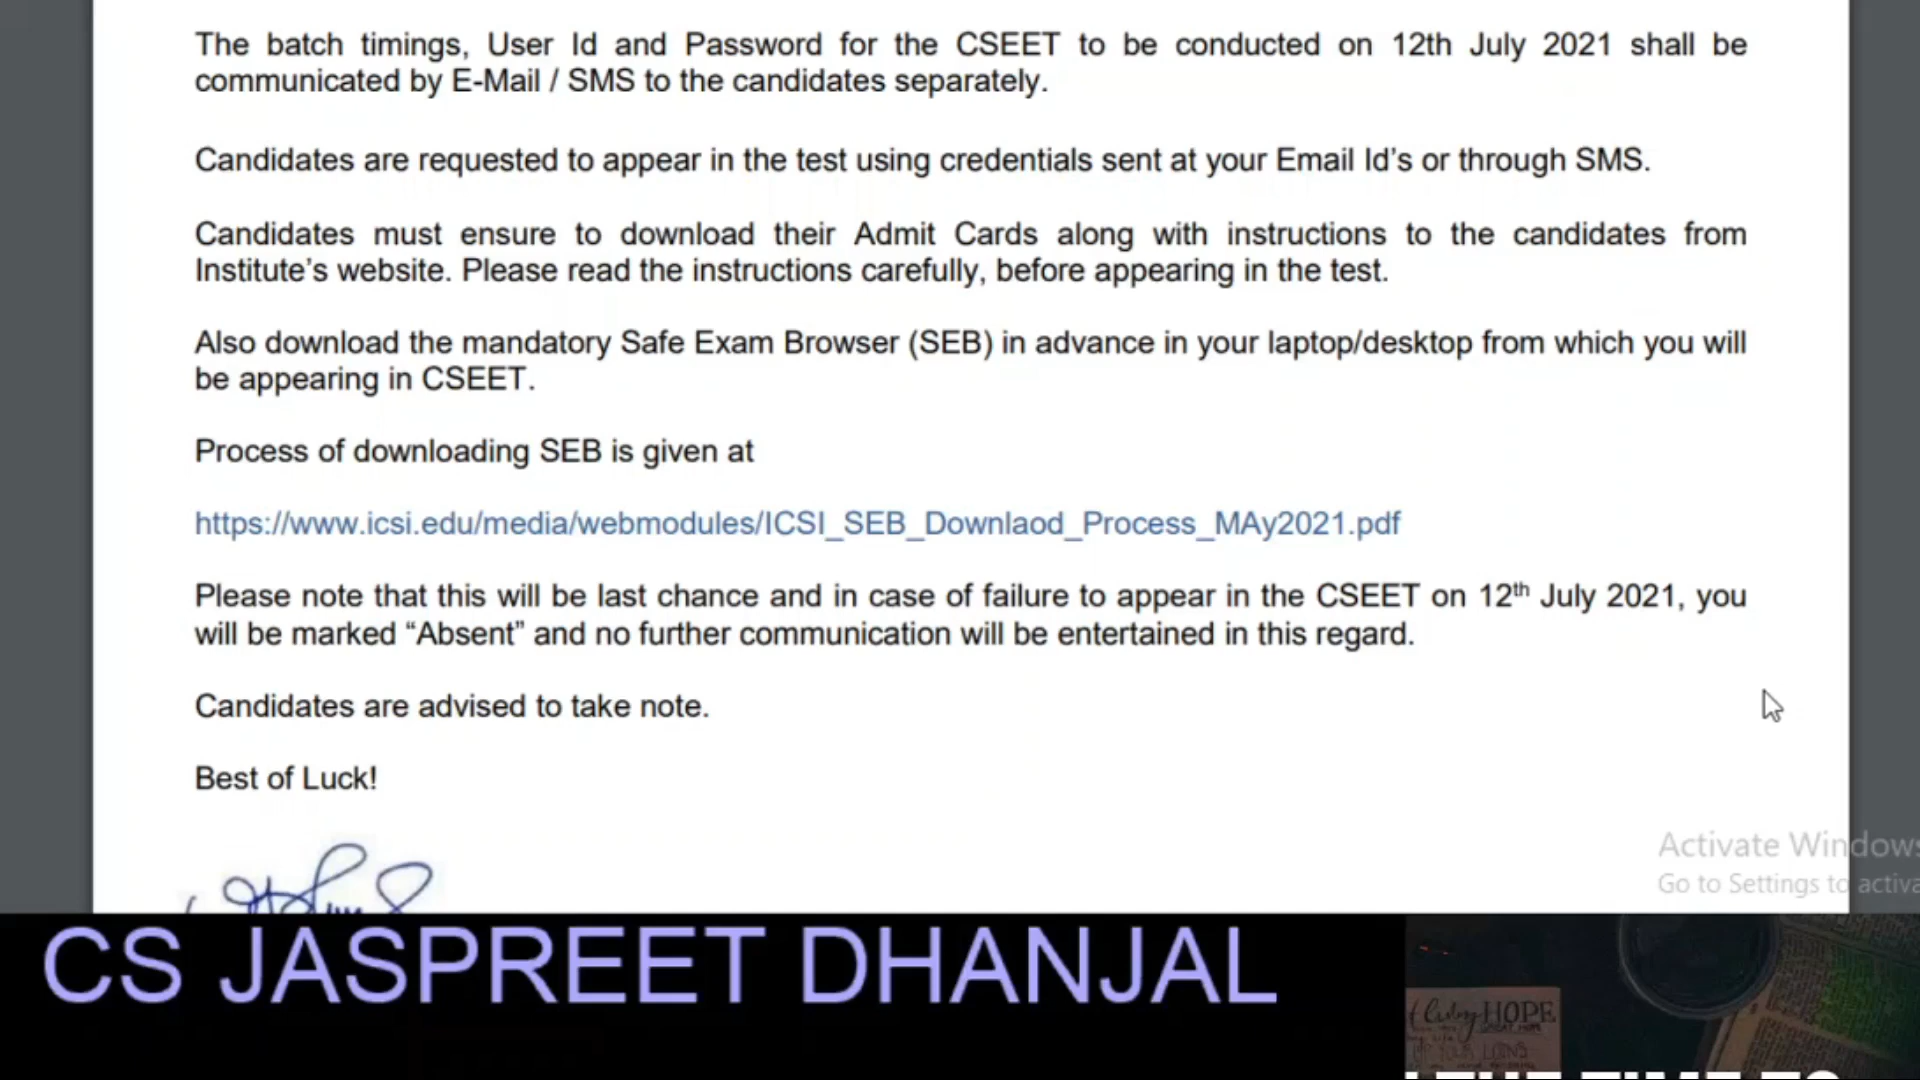 The batch timings, User Id and Password for the CSEET to be conducted on 12th July 2021 shall be
communicated by E-Mail / SMS to the candidates separately.
Candidates are requested to appear in the test using credentials sent at your Email Id’s or through SMS.
Candidates must ensure to download their Admit Cards along with instructions to the candidates from
Institute’s website. Please read the instructions carefully, before appearing in the test.
Also download the mandatory Safe Exam Browser (SEB) in advance in your laptop/desktop from which you will
be appearing in CSEET.
Process of downloading SEB is given at
https://www.icsi.edu/media/webmodules/ICSI_SEB_Downlaod_Process_MAy2021.pdf
Please note that this will be last chance and in case of failure to appear in the CSEET on 12th July 2021, you
will be marked “Absent” and no further communication will be entertained in this regard.
Candidates are advised to take note.
Best of Luck!
Activate Windows
Go to Settings to activa
CS JASPREET DHANJAL
HOPE